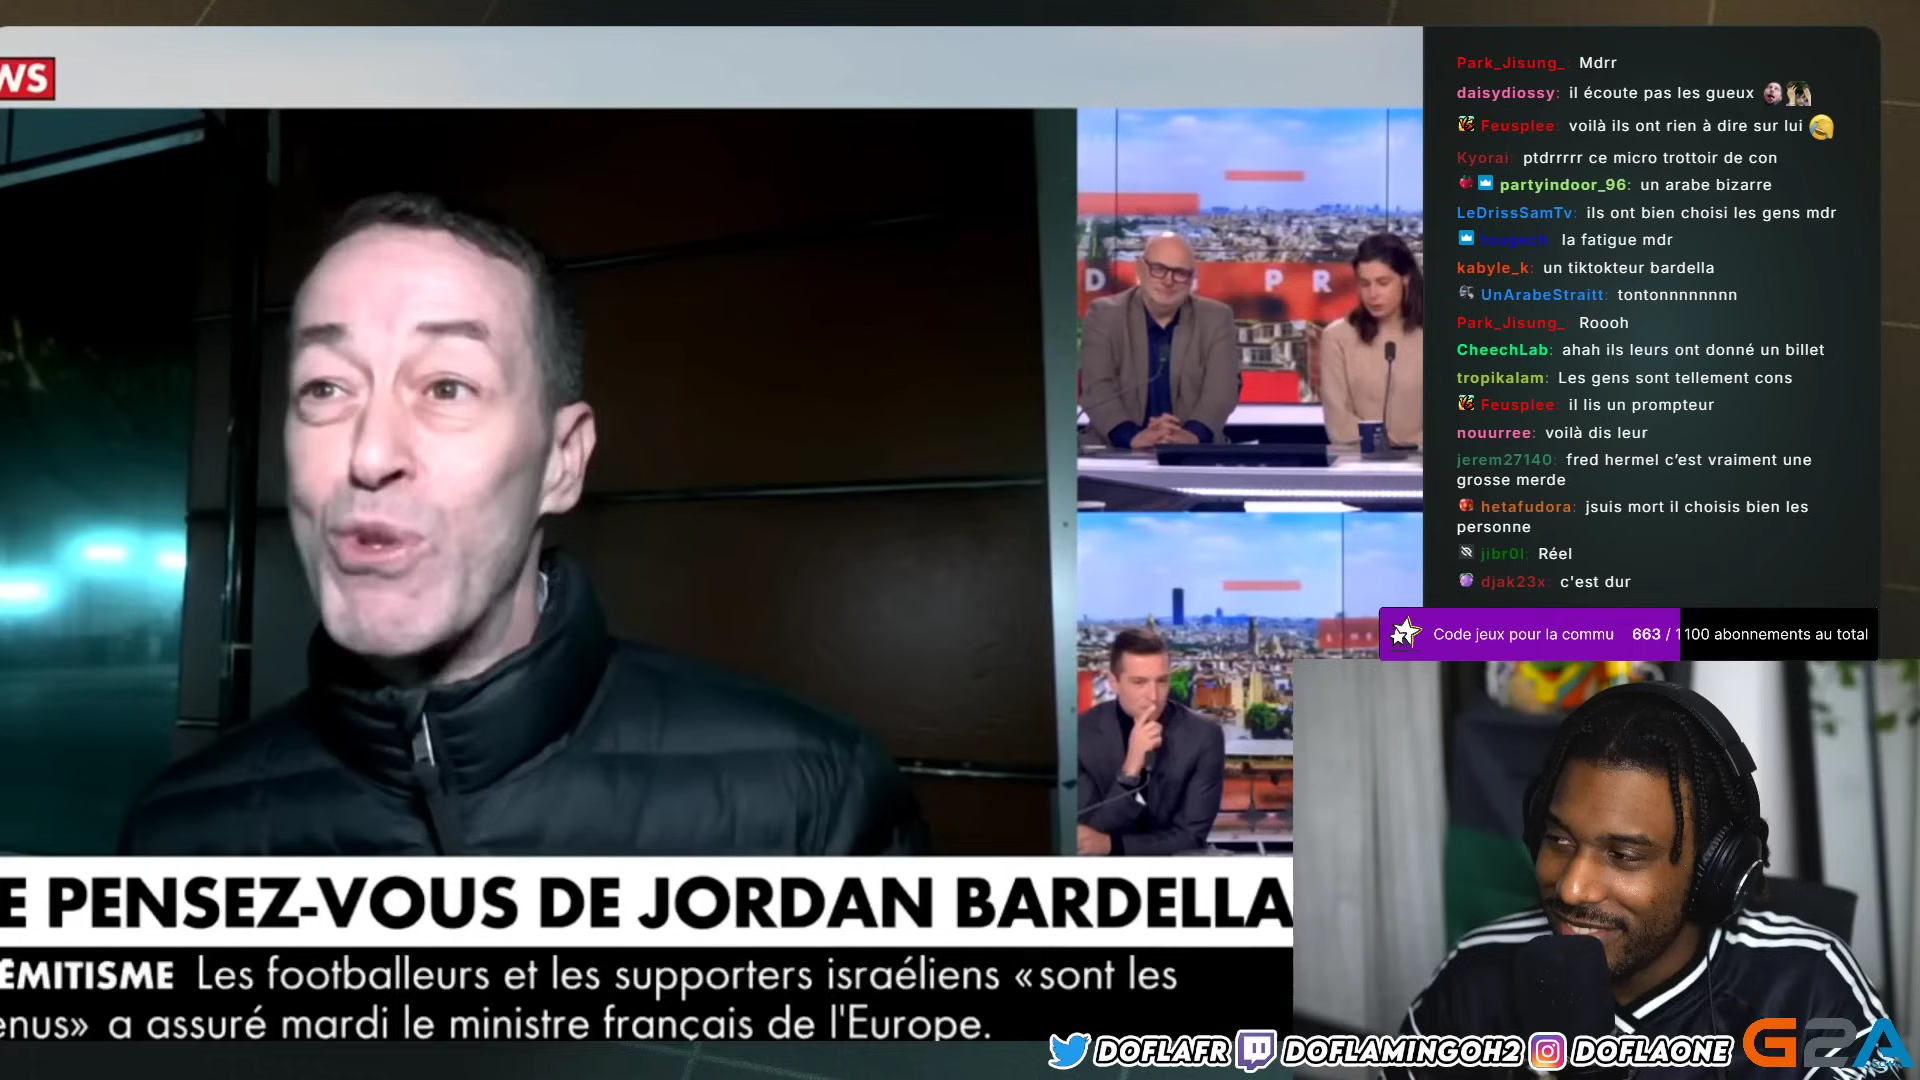 WS
D
P R
E PENSEZ-VOUS DE JORDAN BARDELLA
ÉMITISME Les footballeurs et les supporters israéliens «sont les
enus» a assuré mardi le ministre français de l'Europe.
Park_Jisung_: Mdrr
daisydiossy: il écoute pas les gueux
Feusplee: voilà ils ont rien à dire sur lui
Kyorai: ptdrrrrr ce micro trottoir de con
partyindoor_96: un arabe bizarre
LeDrissSamTv: ils ont bien choisi les gens mdr
la fatigue mdr
kabyle_k: un tiktokteur bardella
UnArabeStraitt: tontonnnnnnnn
Park_Jisung_: Roooh
CheechLab: ahah ils leurs ont donné un billet
tropikalam: Les gens sont tellement cons
Feusplee: il lis un prompteur
nouurree: voilà dis leur
jerem27140: fred hermel c’est vraiment une
grosse merde
hetafudora: jsuis mort il choisis bien les
personne
jibr0l: Réel
djak23x: c'est dur
Code jeux pour la commu 663 / 1100 abonnements au total
DOFLAFR DOFLAMINGOH2 DOFLAONE G2A